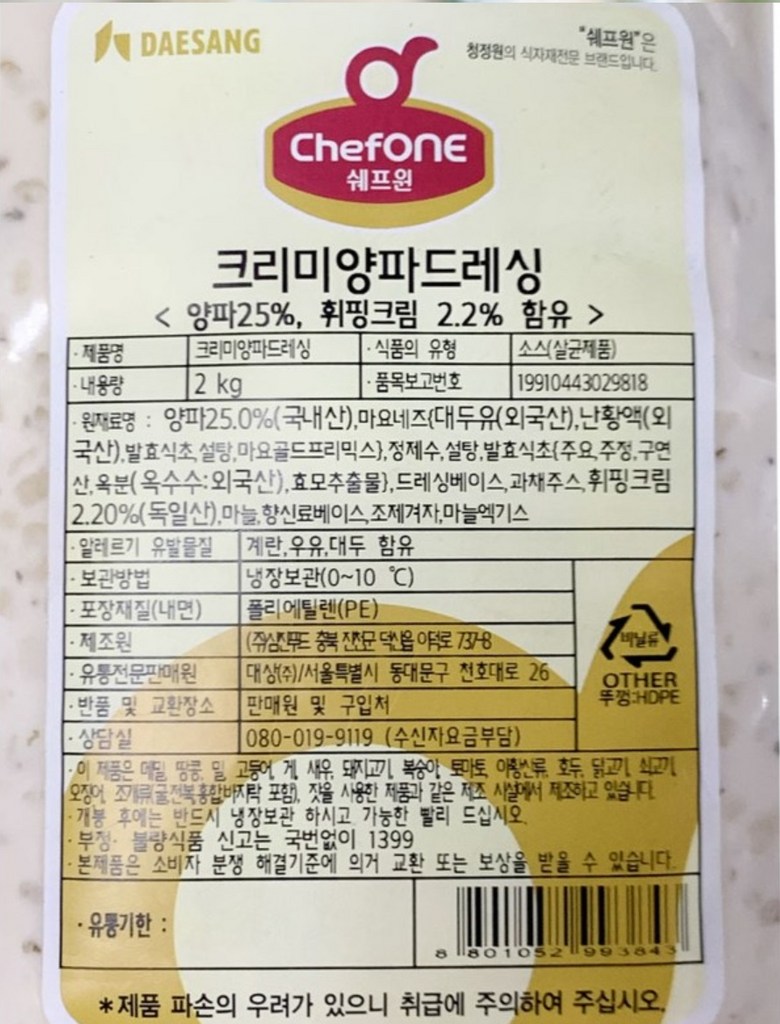 DAESANG
"쉐프원"은
청정원의 식자재전문 브랜드입니다.
ChefONE
쉐프원
크리미양파드레싱
< 양파25%, 휘핑크림 2.2% 함유 >
· 제품명 크리미양파드레싱 · 식품의 유형 소스(살균제품)
· 내용량 2 kg · 품목보고번호 19910443029818
· 원재료명 : 양파25.0%(국내산),마요네즈{대두유(외국산),난황액(외
국산),발효식초,설탕,마요골드프리믹스},정제수,설탕,발효식초{주요,주정,구연
산,옥분(옥수수:외국산),효모추출물},드레싱베이스,과채주스,휘핑크림
2.20%(독일산),마늘,향신료베이스,조제겨자,마늘엑기스
· 알레르기 유발물질 계란,우유,대두 함유
· 보관방법 냉장보관(0~10 ℃)
· 포장재질(내면) 폴리에틸렌(PE)
· 제조원 충북 진천군 덕산읍 이덕로 737-8
· 유통전문판매원 대상(주)/서울특별시 동대문구 천호대로 26
· 반품 및 교환장소 판매원 및 구입처
· 상담실 080-019-9119 (수신자요금부담)
비닐류
OTHER
뚜껑:HDPE
· 이 제품은 메밀, 땅콩, 밀, 고등어, 게, 새우, 돼지고기, 복숭아, 토마토, 아황산류, 호두, 닭고기, 쇠고기,
오징어, 조개류(굴,전복,홍합,바지락 포함), 잣을 사용한 제품과 같은 제조 시설에서 제조하고 있습니다.
· 개봉 후에는 반드시 냉장보관 하시고 가능한 빨리 드십시오.
· 부정· 불량식품 신고는 국번없이 1399
· 본제품은 소비자 분쟁 해결기준에 의거 교환 또는 보상을 받을 수 있습니다.
· 유통기한 :
8 801052 993843
*제품 파손의 우려가 있으니 취급에 주의하여 주십시오.